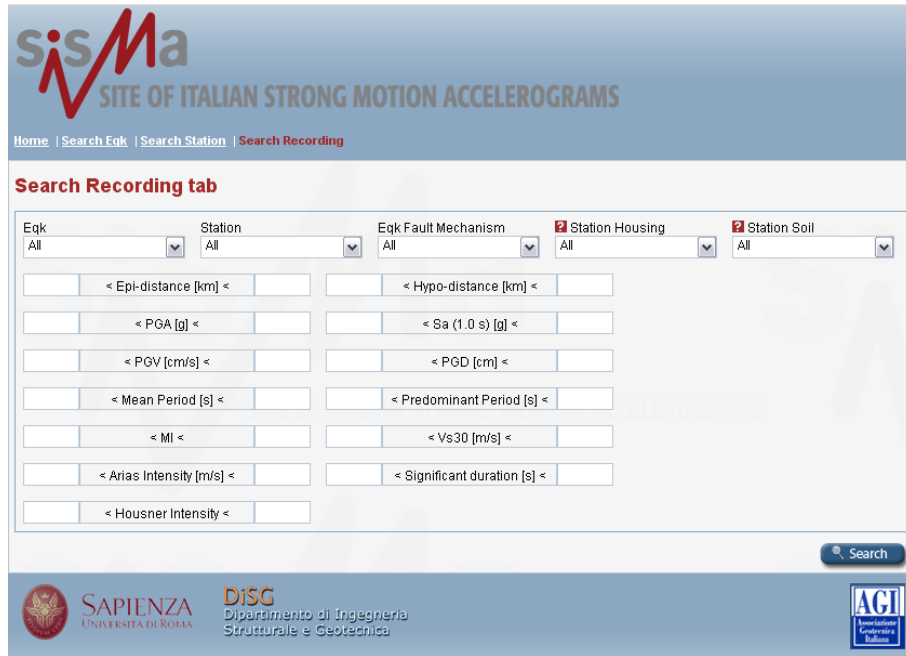 sisMa
SITE OF ITALIAN STRONG MOTION ACCELEROGRAMS
Home | Search Eqk | Search Station | Search Recording
Search Recording tab
Eqk Station Eqk Fault Mechanism ? Station Housing ? Station Soil
All All All All All
< Epi-distance [km] < < Hypo-distance [km] <
< PGA [g] < < Sa (1.0 s) [g] <
< PGV [cm/s] < < PGD [cm] <
< Mean Period [s] < < Predominant Period [s] <
< Ml < < Vs30 [m/s] <
< Arias Intensity [m/s] < < Significant duration [s] <
< Housner Intensity <
Search
SAPIENZA
UNIVERSITÀ DI ROMA
DiSG
Dipartimento di Ingegneria
Strutturale e Geotecnica
AGI
Associazione
Geotecnica
Italiana